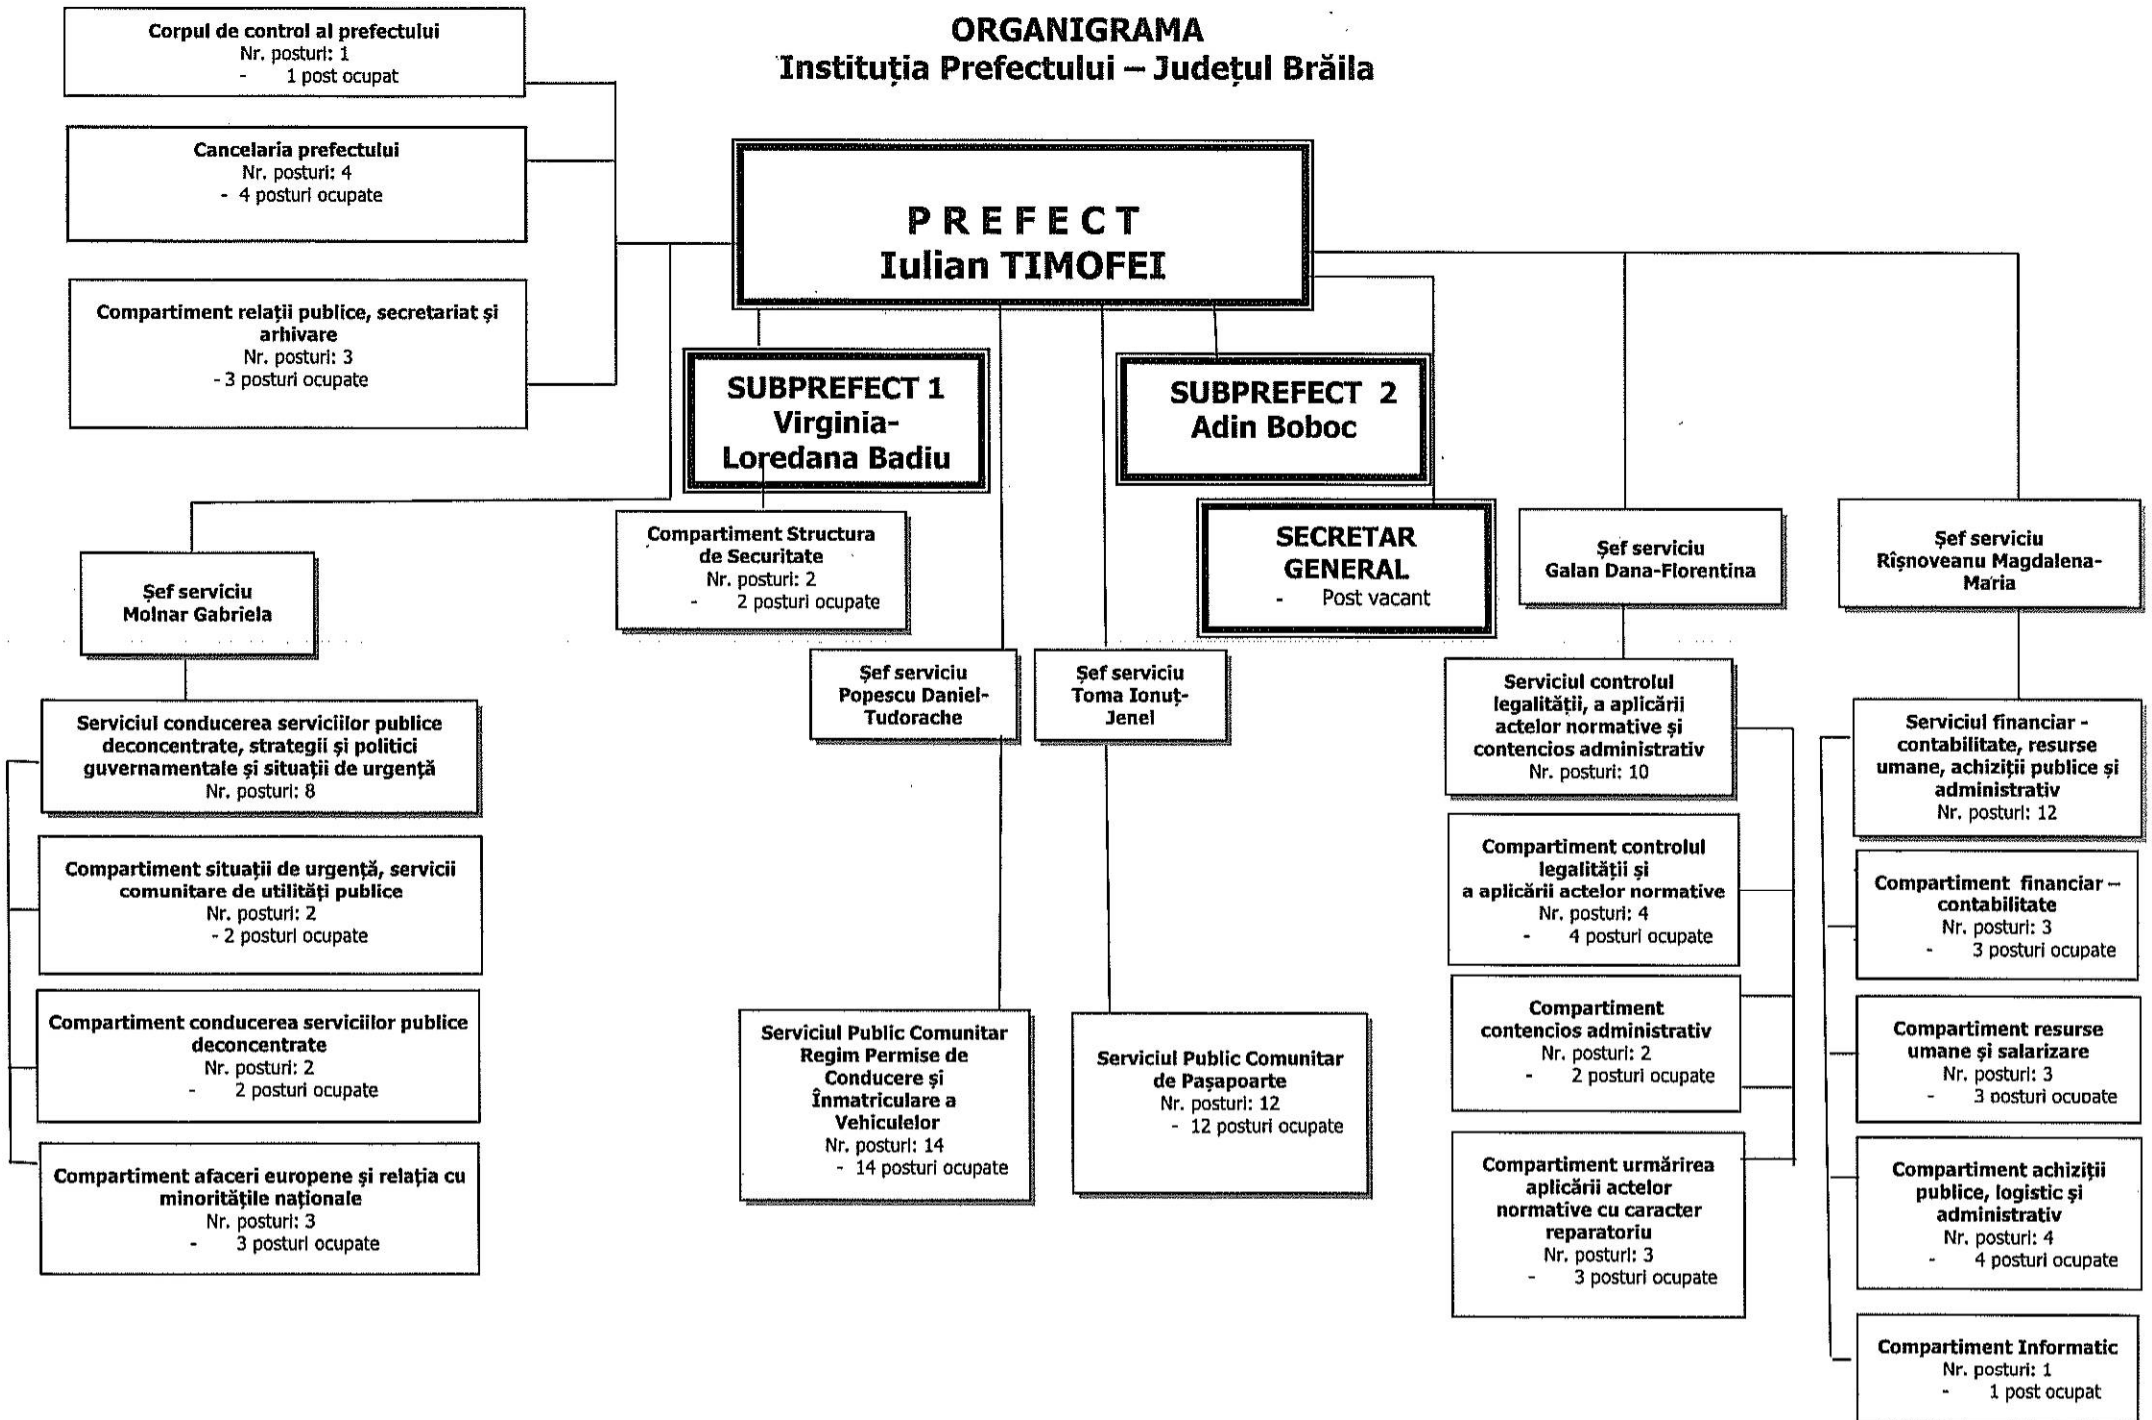 ORGANIGRAMA
Instituția Prefectului – Județul Brăila
Corpul de control al prefectului
Nr. posturi: 1
- 1 post ocupat
Cancelaria prefectului
Nr. posturi: 4
- 4 posturi ocupate
Compartiment relații publice, secretariat și
arhivare
Nr. posturi: 3
- 3 posturi ocupate
P R E F E C T
Iulian TIMOFEI
SUBPREFECT 1
Virginia-
Loredana Badiu
SUBPREFECT 2
Adin Boboc
Compartiment Structura
de Securitate
Nr. posturi: 2
- 2 posturi ocupate
SECRETAR
GENERAL
- Post vacant
Șef serviciu
Galan Dana-Florentina
Șef serviciu
Rîșnoveanu Magdalena-
Maria
Șef serviciu
Molnar Gabriela
Șef serviciu
Popescu Daniel-
Tudorache
Șef serviciu
Toma Ionuț-
Jenel
Serviciul conducerea serviciilor publice
deconcentrate, strategii și politici
guvernamentale și situații de urgență
Nr. posturi: 8
Compartiment situații de urgență, servicii
comunitare de utilități publice
Nr. posturi: 2
- 2 posturi ocupate
Compartiment conducerea serviciilor publice
deconcentrate
Nr. posturi: 2
- 2 posturi ocupate
Compartiment afaceri europene și relația cu
minoritățile naționale
Nr. posturi: 3
- 3 posturi ocupate
Serviciul Public Comunitar
Regim Permise de
Conducere și
Înmatriculare a
Vehiculelor
Nr. posturi: 14
- 14 posturi ocupate
Serviciul Public Comunitar
de Pașapoarte
Nr. posturi: 12
- 12 posturi ocupate
Serviciul controlul
legalității, a aplicării
actelor normative și
contencios administrativ
Nr. posturi: 10
Compartiment controlul
legalității și
a aplicării actelor normative
Nr. posturi: 4
- 4 posturi ocupate
Compartiment
contencios administrativ
Nr. posturi: 2
- 2 posturi ocupate
Compartiment urmărirea
aplicării actelor
normative cu caracter
reparatoriu
Nr. posturi: 3
- 3 posturi ocupate
Serviciul financiar -
contabilitate, resurse
umane, achiziții publice și
administrativ
Nr. posturi: 12
Compartiment financiar –
contabilitate
Nr. posturi: 3
- 3 posturi ocupate
Compartiment resurse
umane și salarizare
Nr. posturi: 3
- 3 posturi ocupate
Compartiment achiziții
publice, logistic și
administrativ
Nr. posturi: 4
- 4 posturi ocupate
Compartiment Informatic
Nr. posturi: 1
- 1 post ocupat